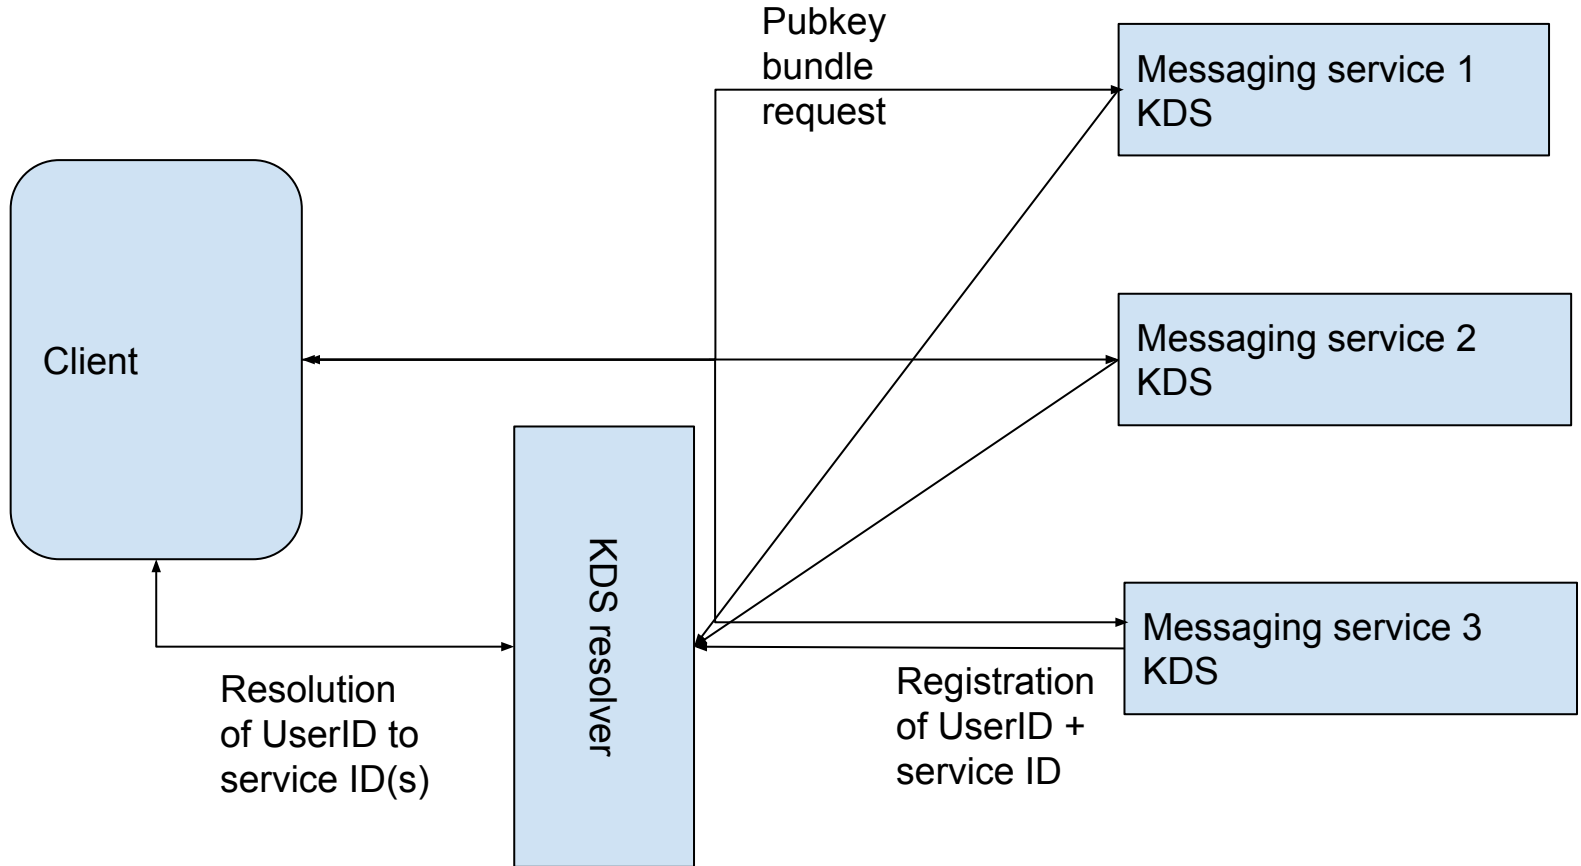 Pubkey
bundle
request
Messaging service 1
KDS
Client
Messaging service 2
KDS
KDS resolver
Messaging service 3
KDS
Resolution
of UserID to
service ID(s)
Registration
of UserID +
service ID